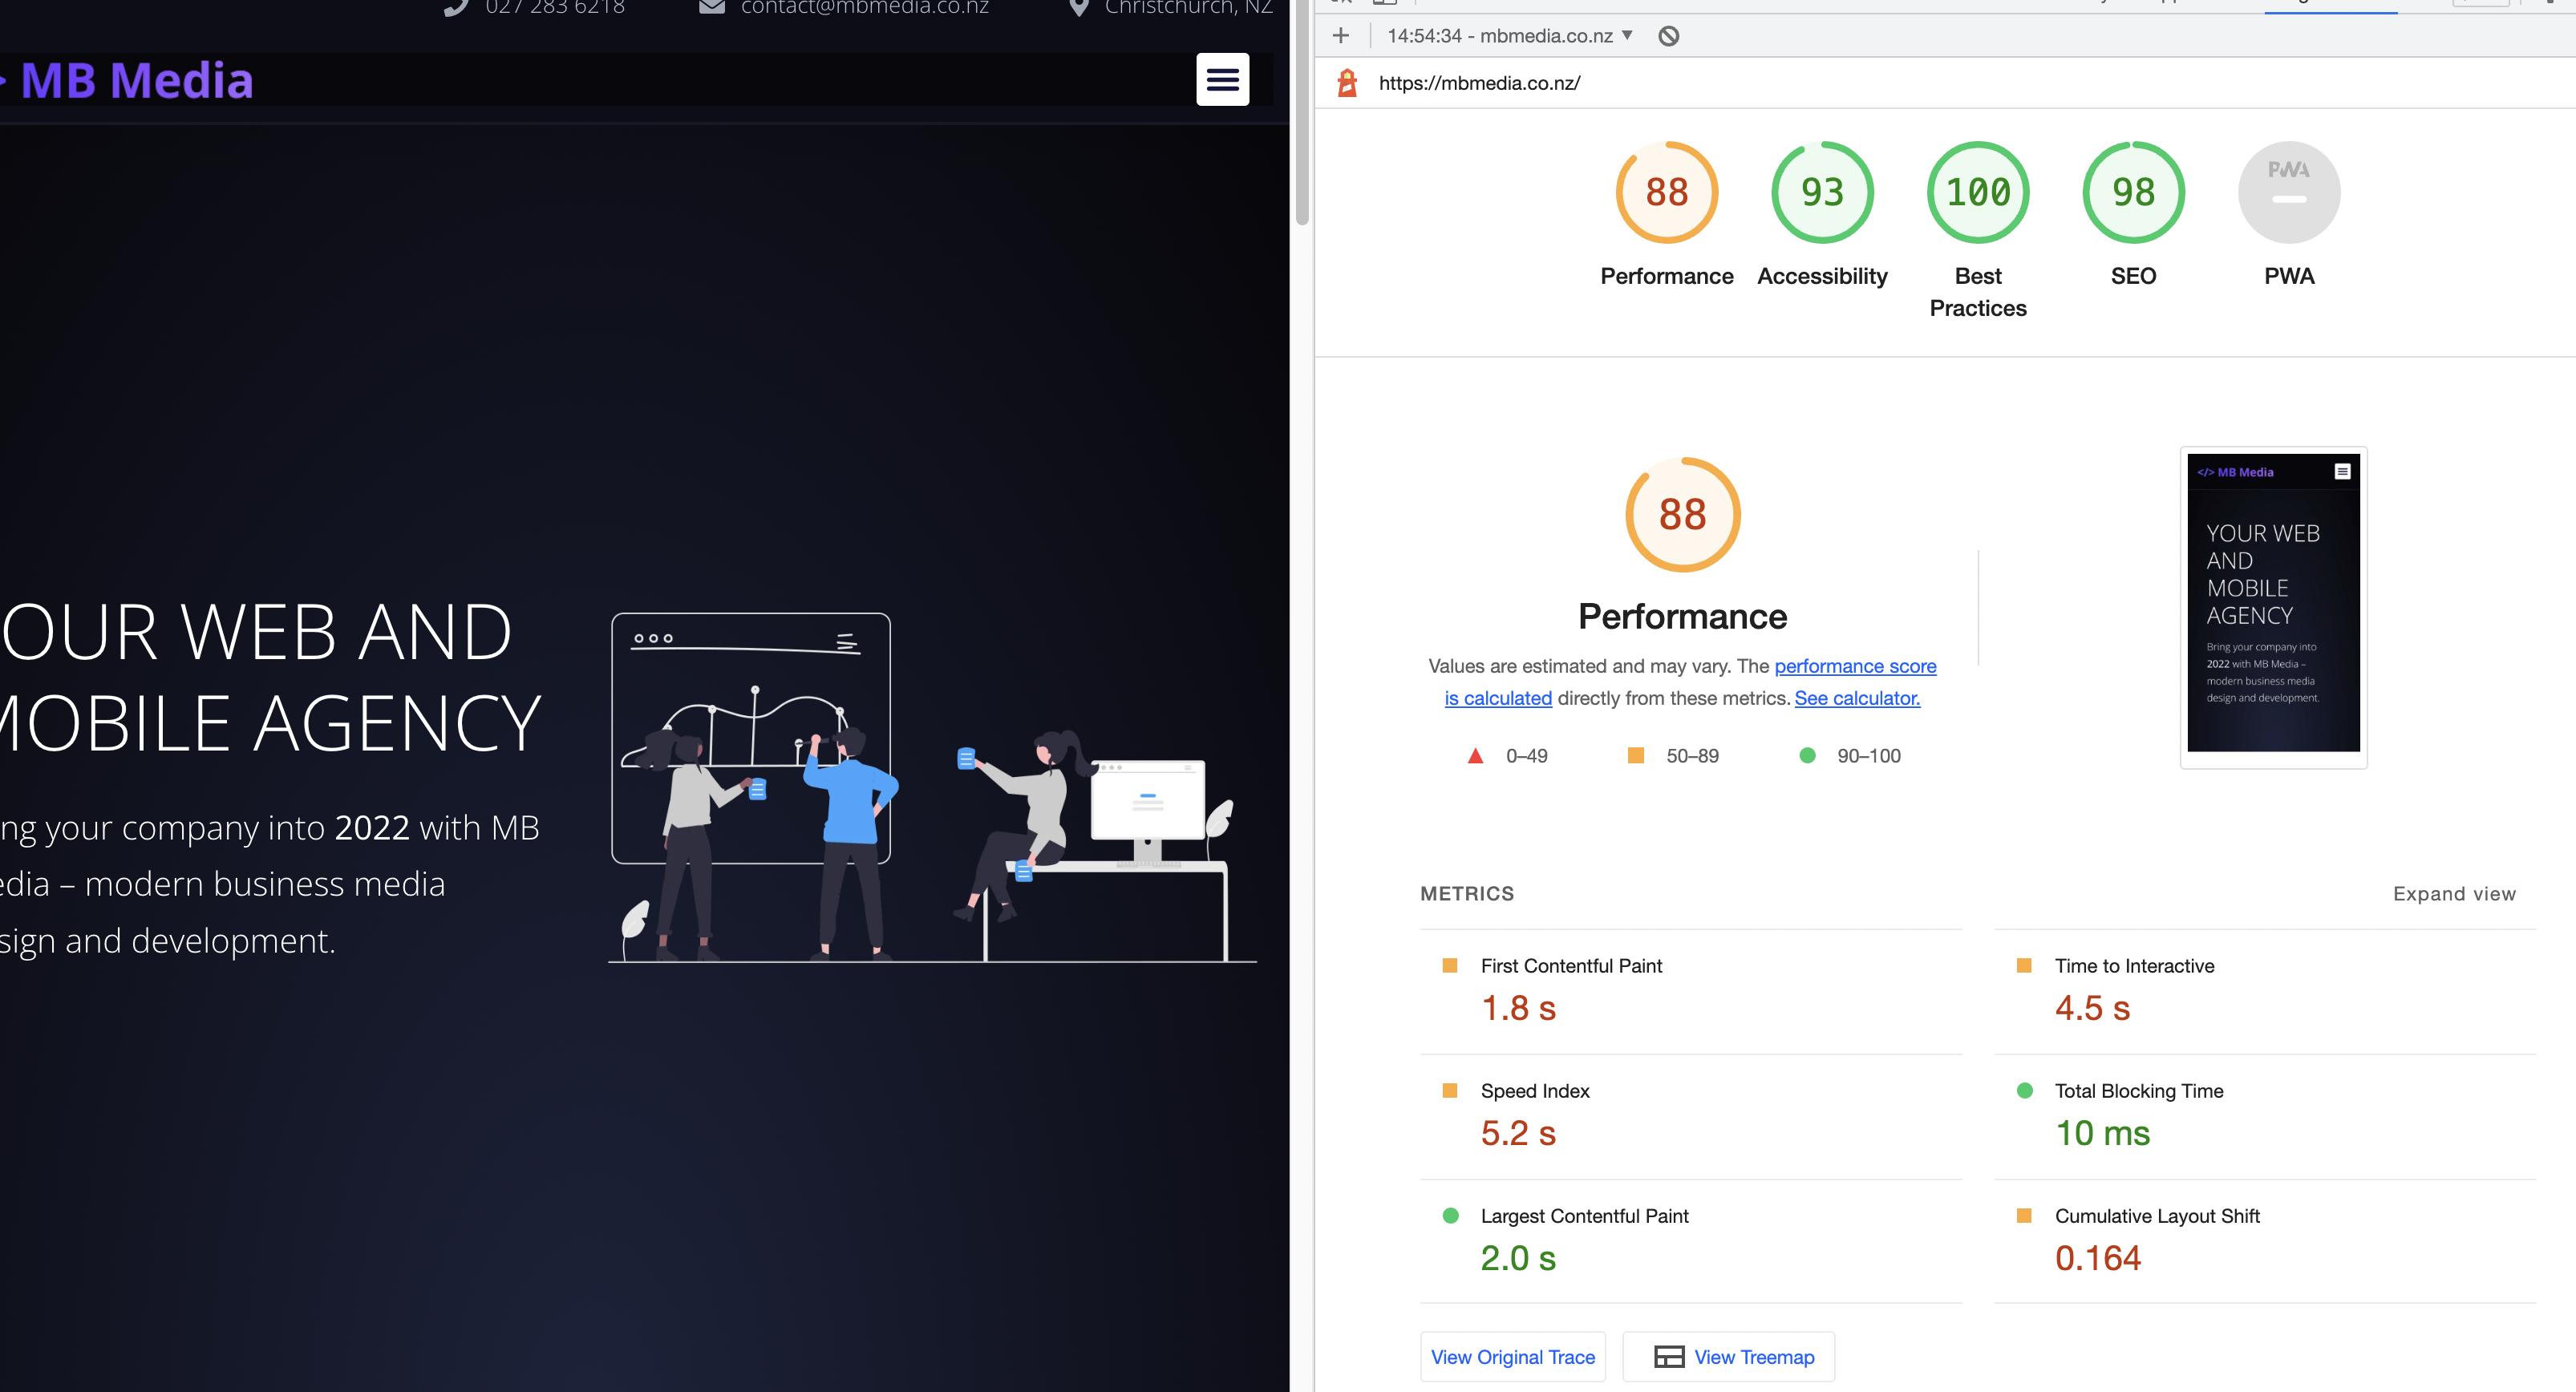 027 283 6218
contact@mbmedia.co.nz
Christchurch, NZ
> MB Media
OUR WEB AND
MOBILE AGENCY
ng your company into 2022 with MB
edia – modern business media
sign and development.
14:54:34 - mbmedia.co.nz
https://mbmedia.co.nz/
88
93
100
98
PWA
Performance
Accessibility
Best
Practices
SEO
PWA
88
Performance
Values are estimated and may vary. The performance score
is calculated directly from these metrics. See calculator.
0–49
50–89
90–100
</> MB Media
YOUR WEB
AND
MOBILE
AGENCY
Bring your company into
2022 with MB Media –
modern business media
design and development.
METRICS
Expand view
First Contentful Paint
1.8 s
Time to Interactive
4.5 s
Speed Index
5.2 s
Total Blocking Time
10 ms
Largest Contentful Paint
2.0 s
Cumulative Layout Shift
0.164
View Original Trace
View Treemap